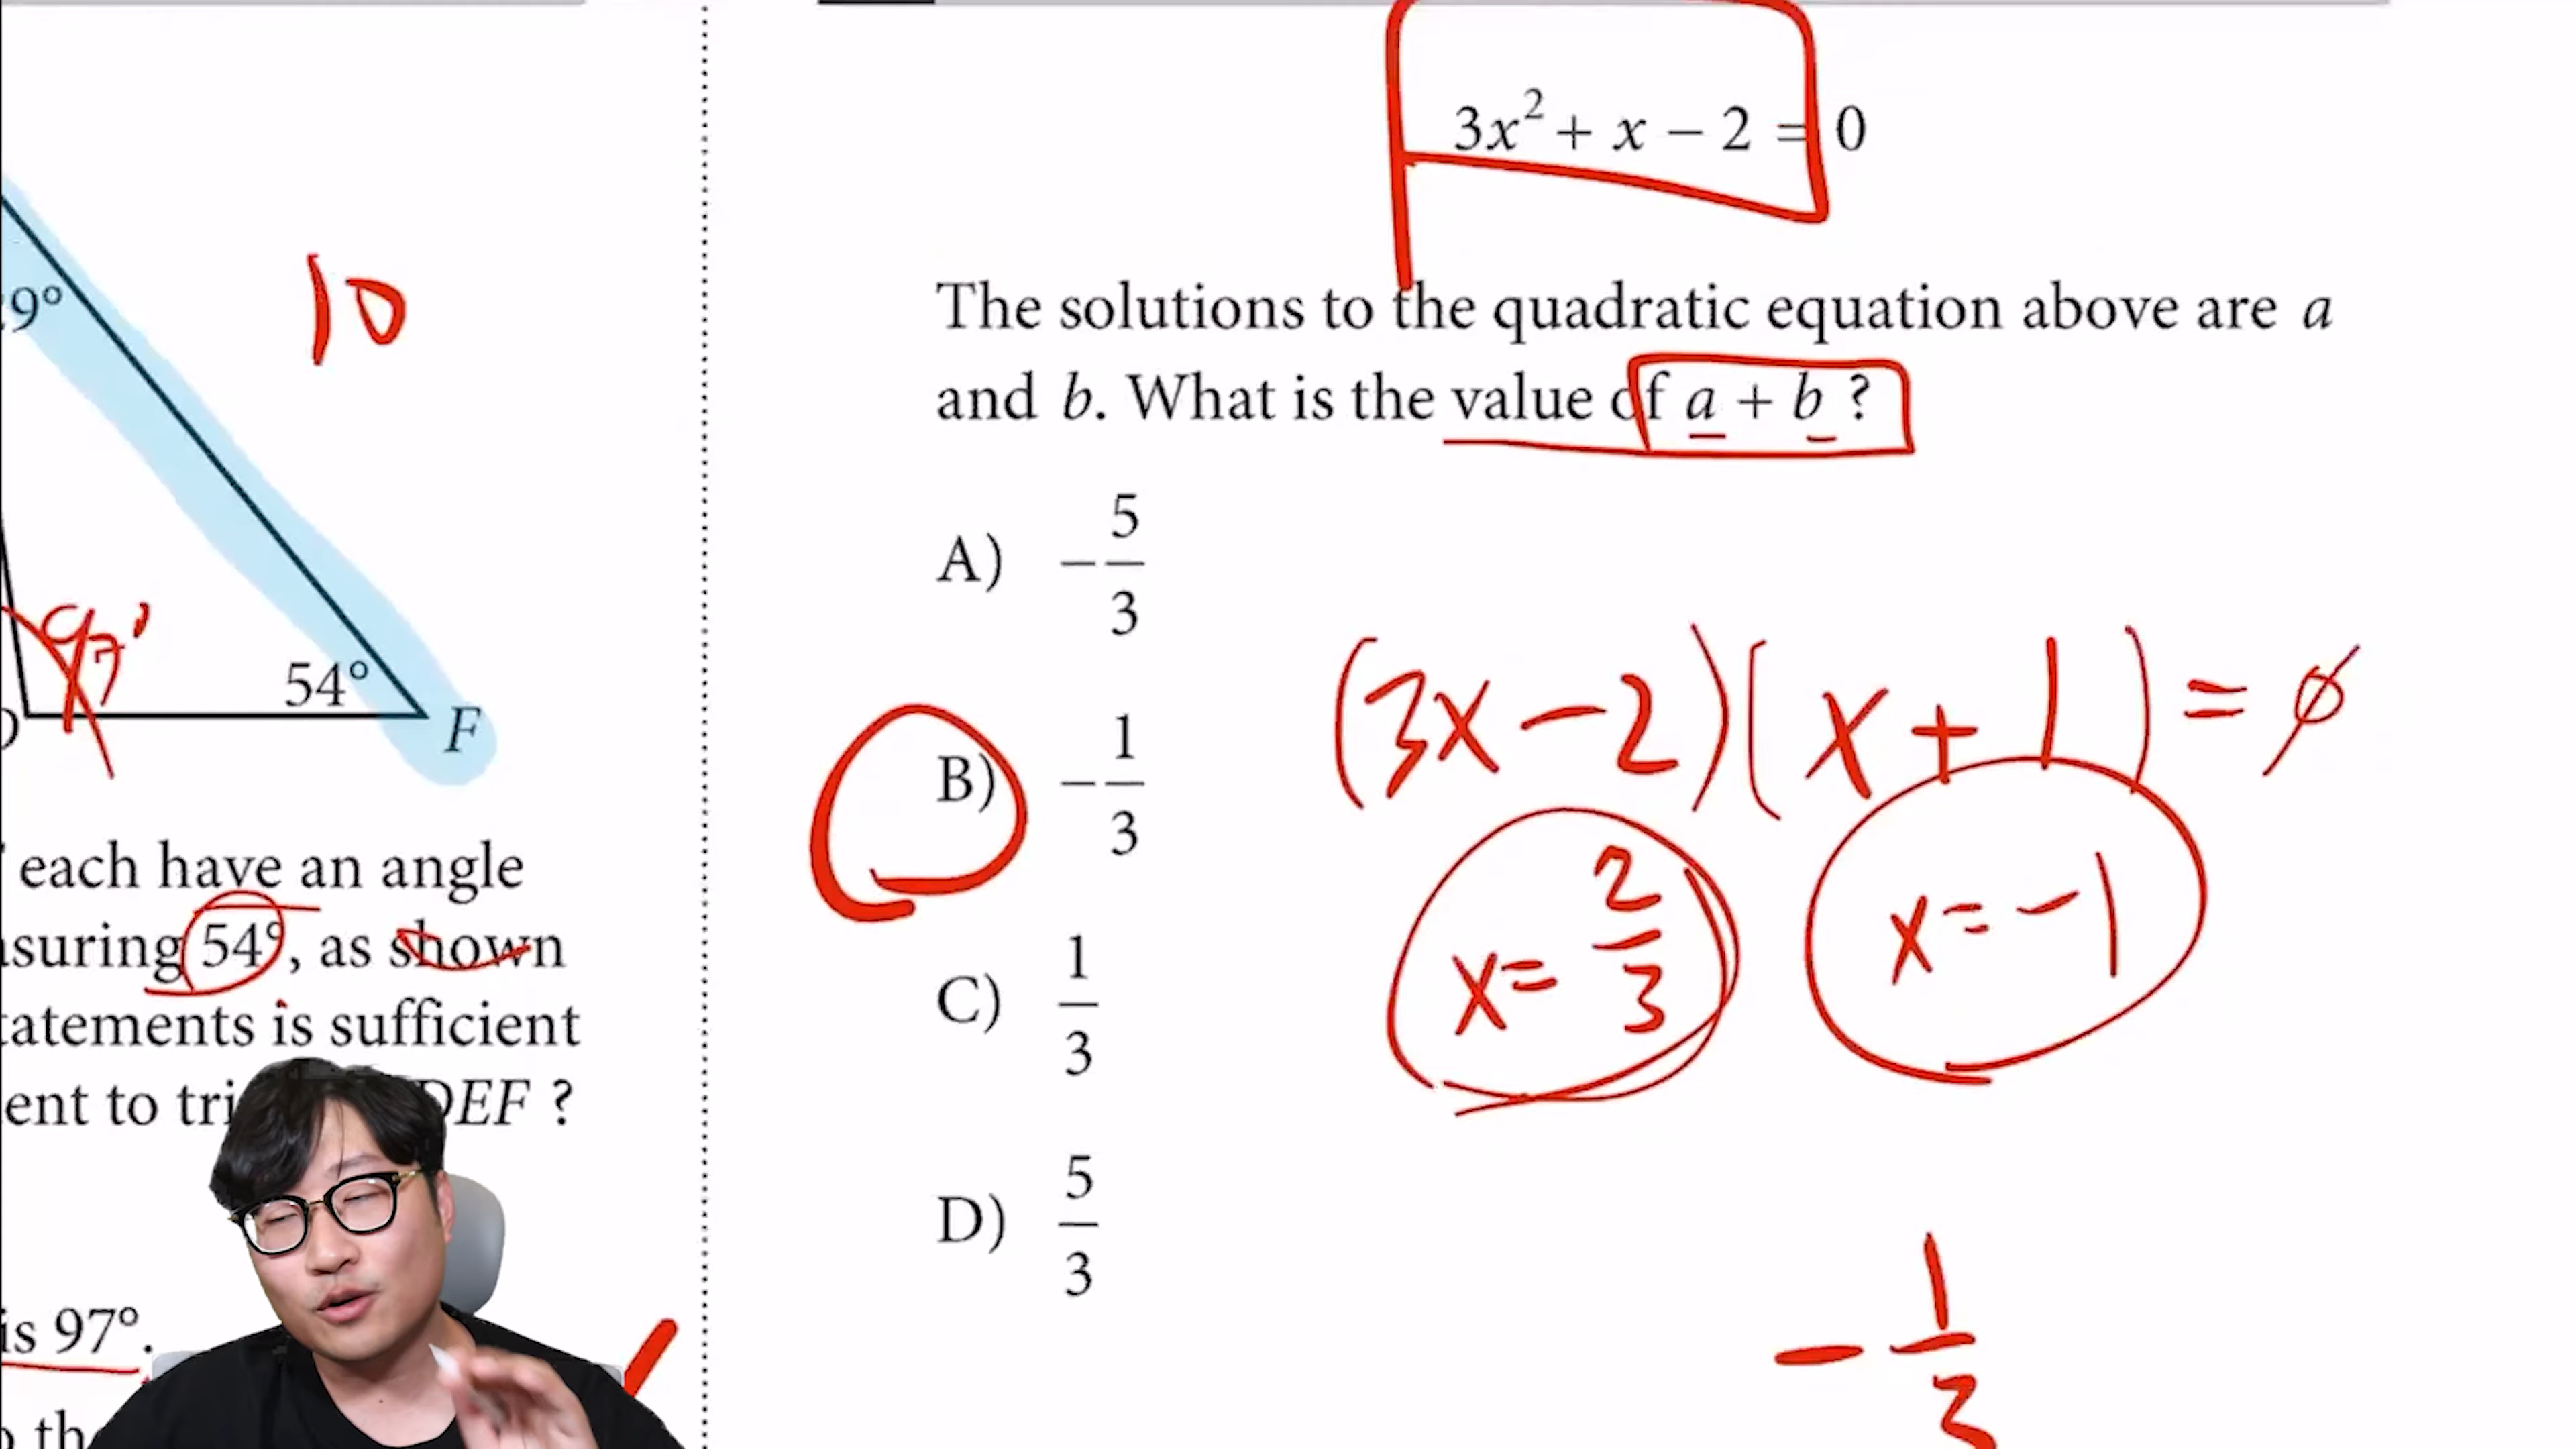 9°
10
97°
54°
F
each have an angle
suring 54°, as shown
tatements is sufficient
ent to tri DEF ?
is 97°.
o th
3x² + x − 2 = 0
The solutions to the quadratic equation above are a
and b. What is the value of a + b ?
A) −5/3
B) −1/3
C) 1/3
D) 5/3
(3x−2)(x+1) = 0
x= 2/3
x=−1
−1/3